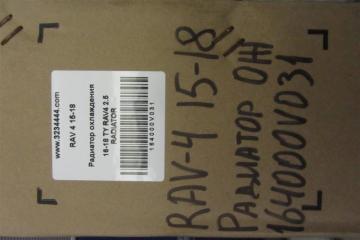 www.3234444.com
RAV 4 15-18
Радиатор охлаждения
16-18 TY RAV4 2.5
RADIATOR
164000V031
RAV-4 15-18
Радиатор ОНГ
164000V031